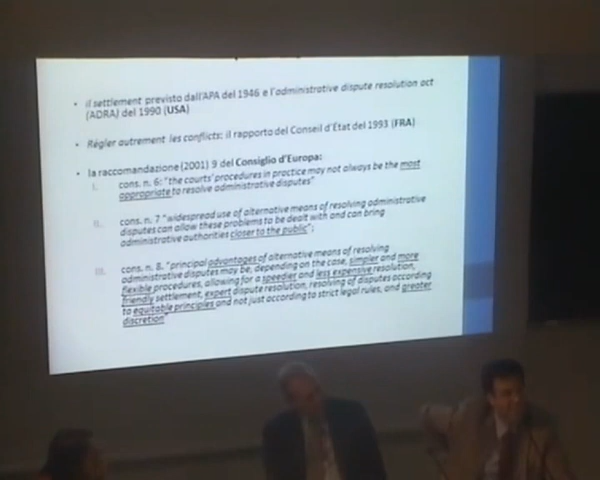 • il settlement previsto dall'APA del 1946 e l'administrative dispute resolution act
(ADRA) del 1990 (USA)
• Régler autrement les conflicts: il rapporto del Conseil d'Etat del 1993 (FRA)
• la raccomandazione (2001) 9 del Consiglio d'Europa:
I. cons. n. 6: "the courts' procedures in practice may not always be the most
appropriate to resolve administrative disputes"
II. cons. n. 7 "widespread use of alternative means of resolving administrative
disputes can allow these problems to be dealt with and can bring
administrative authorities closer to the public";
III. cons. n. 8. "principal advantages of alternative means of resolving
administrative disputes may be, depending on the case, simpler and more
flexible procedures, allowing for a speedier and less expensive resolution,
friendly settlement, expert dispute resolution, resolving of disputes according
to equitable principles and not just according to strict legal rules, and greater
discretion"